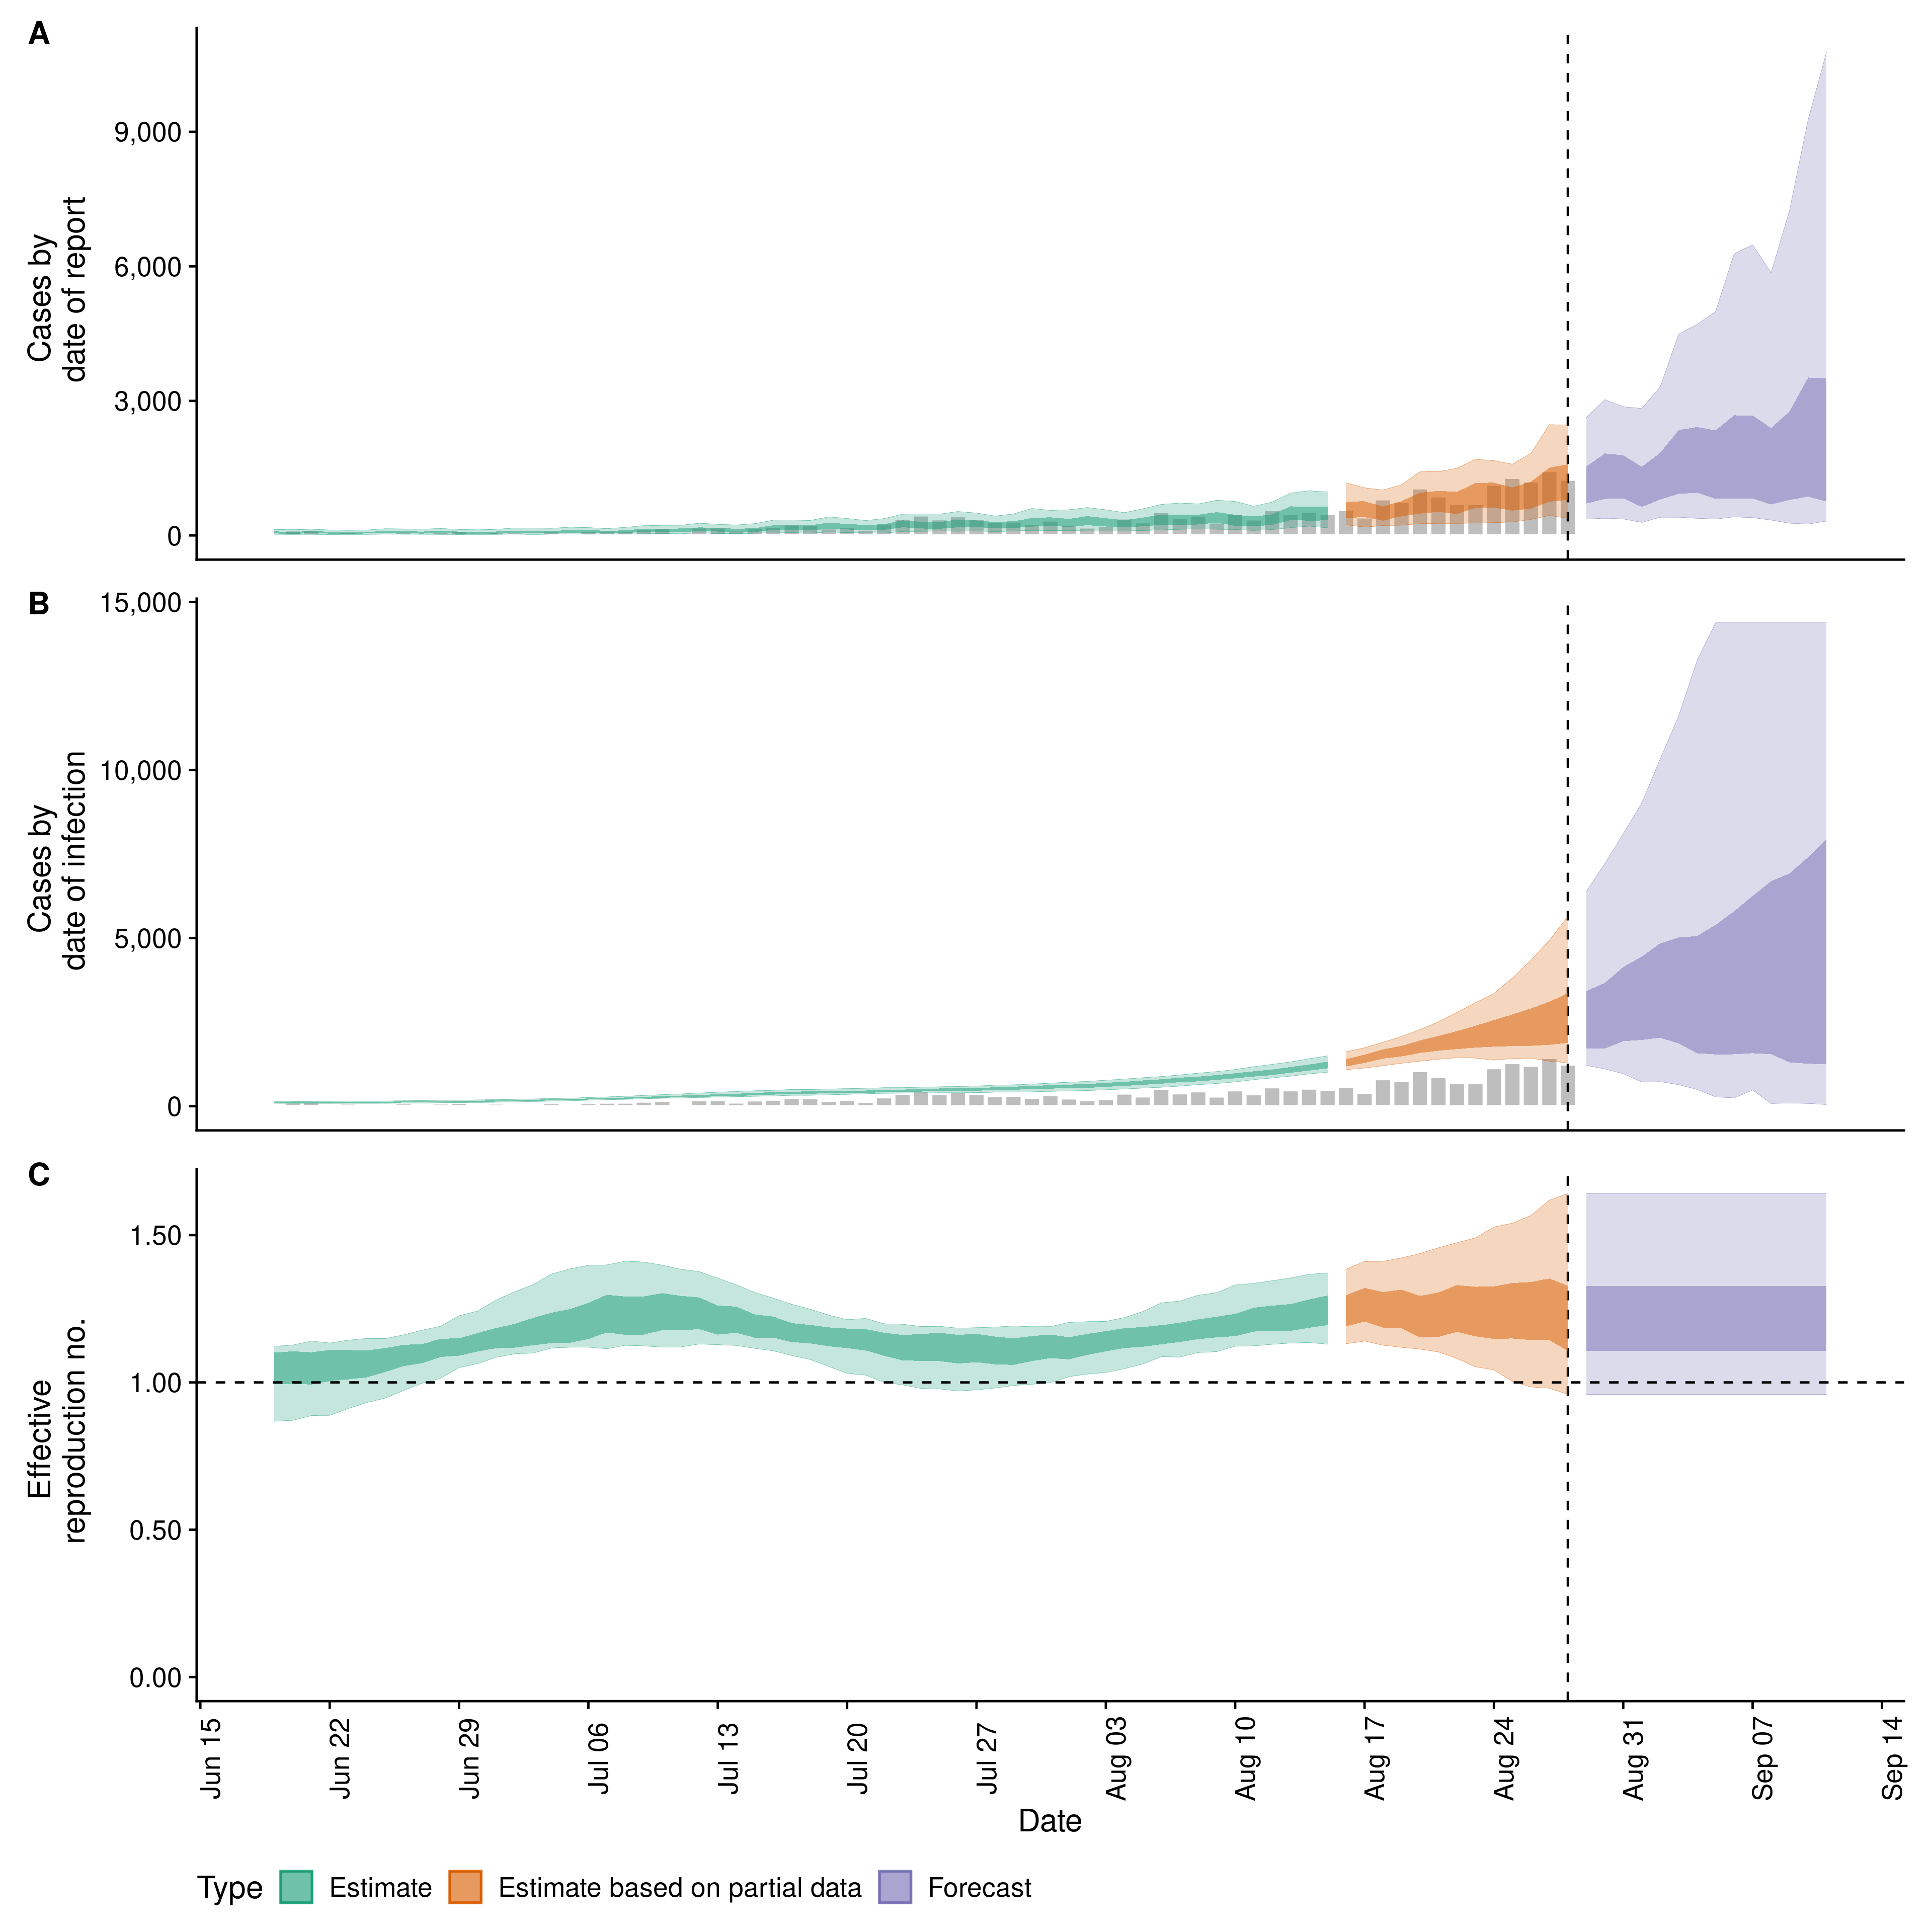 A
Cases by
date of report
9,000
6,000
3,000
0
B
Cases by
date of infection
15,000
10,000
5,000
0
C
Effective
reproduction no.
1.50
1.00
0.50
0.00
Jun 15
Jun 22
Jun 29
Jul 06
Jul 13
Jul 20
Jul 27
Aug 03
Aug 10
Aug 17
Aug 24
Aug 31
Sep 07
Sep 14
Date
Type Estimate Estimate based on partial data Forecast